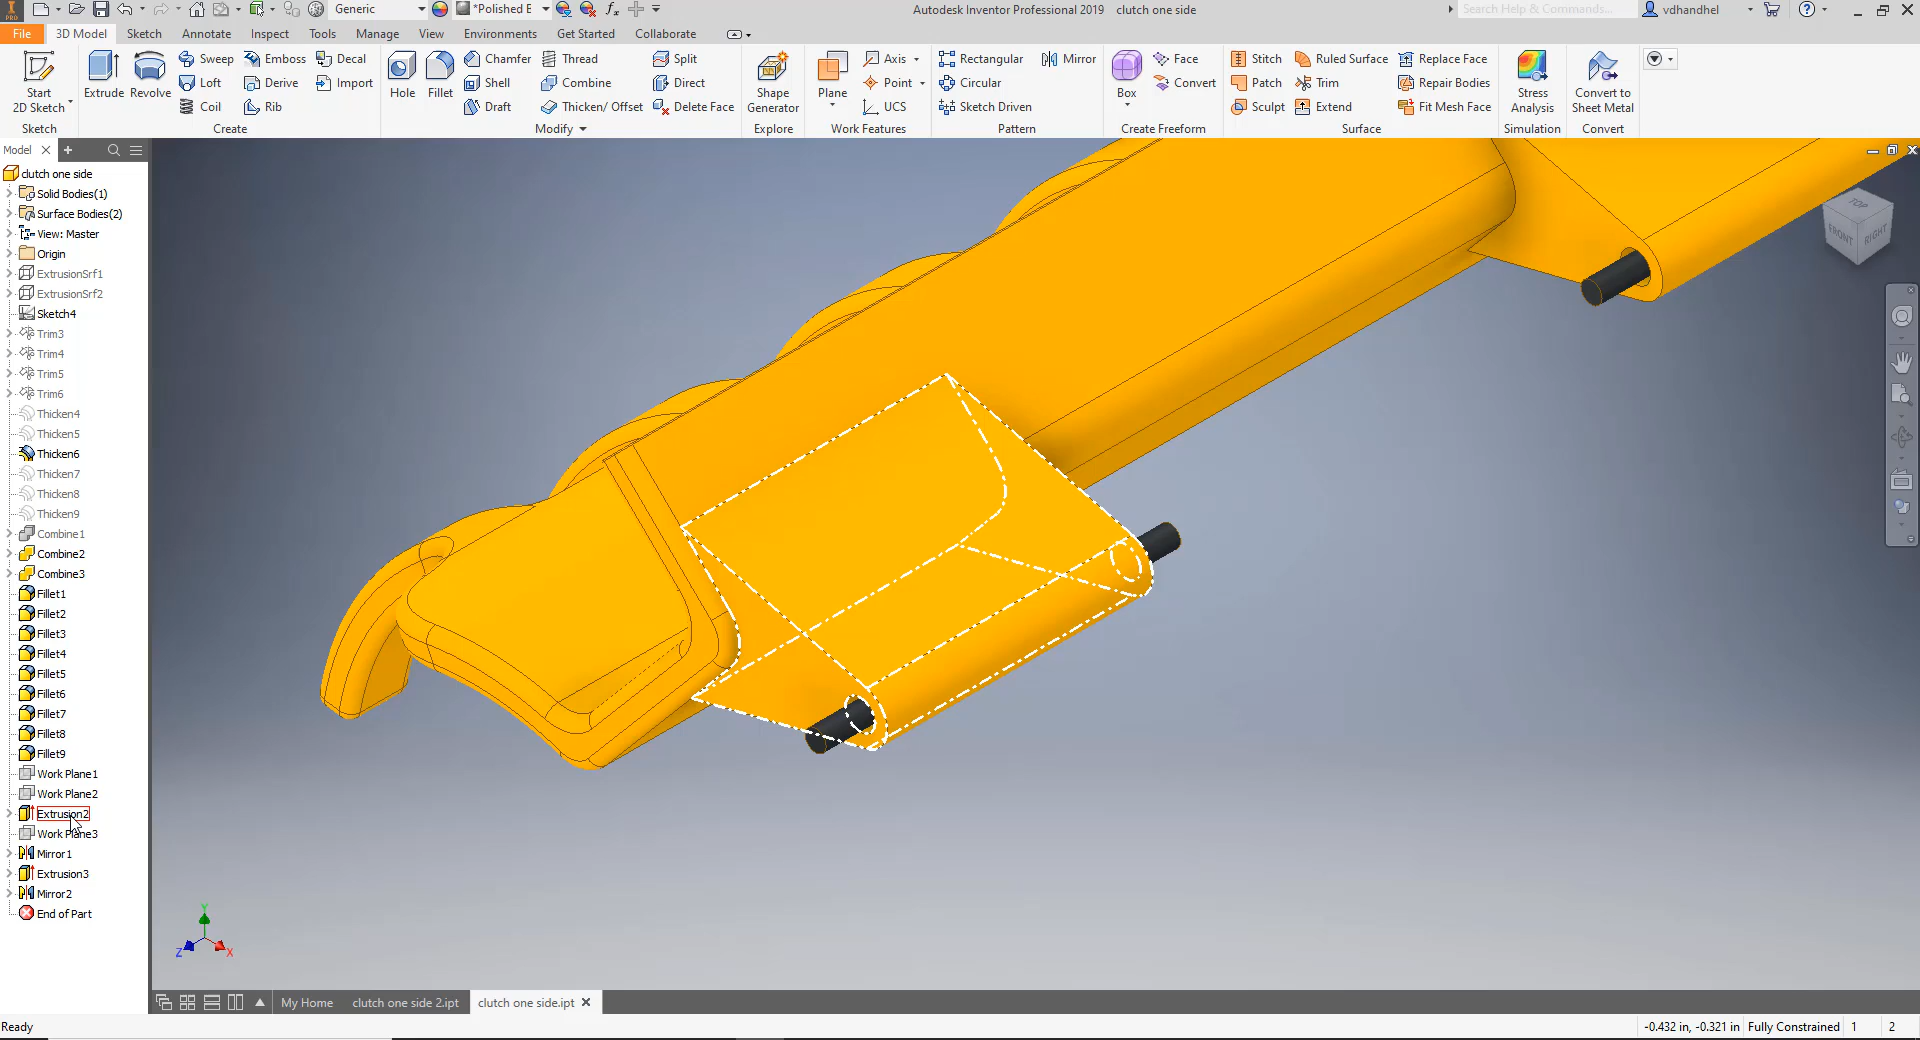 Generic
*Polished E
fx
Autodesk Inventor Professional 2019 clutch one side
Search Help & Commands...
vdhandhel
PRO
File 3D Model Sketch Annotate Inspect Tools Manage View Environments Get Started Collaborate
Start
2D Sketch
Sketch
Extrude Revolve
Sweep Emboss Decal
Loft Derive Import
Coil Rib
Create
Hole Fillet
Chamfer Thread Split
Shell Combine Direct
Draft Thicken/ Offset Delete Face
Modify
Shape
Generator
Explore
Plane
Axis
Point
UCS
Work Features
Rectangular Mirror
Circular
Sketch Driven
Pattern
Box
Face
Convert
Create Freeform
Stitch Ruled Surface Replace Face
Patch Trim Repair Bodies
Sculpt Extend Fit Mesh Face
Surface
Stress
Analysis
Simulation
Convert to
Sheet Metal
Convert
Model
clutch one side
Solid Bodies(1)
Surface Bodies(2)
View: Master
Origin
ExtrusionSrf1
ExtrusionSrf2
Sketch4
Trim3
Trim4
Trim5
Trim6
Thicken4
Thicken5
Thicken6
Thicken7
Thicken8
Thicken9
Combine1
Combine2
Combine3
Fillet1
Fillet2
Fillet3
Fillet4
Fillet5
Fillet6
Fillet7
Fillet8
Fillet9
Work Plane1
Work Plane2
Extrusion2
Work Plane3
Mirror1
Extrusion3
Mirror2
End of Part
TOP
FRONT RIGHT
Y
Z X
My Home clutch one side 2.ipt clutch one side.ipt
Ready
-0.432 in, -0.321 in Fully Constrained 1 2